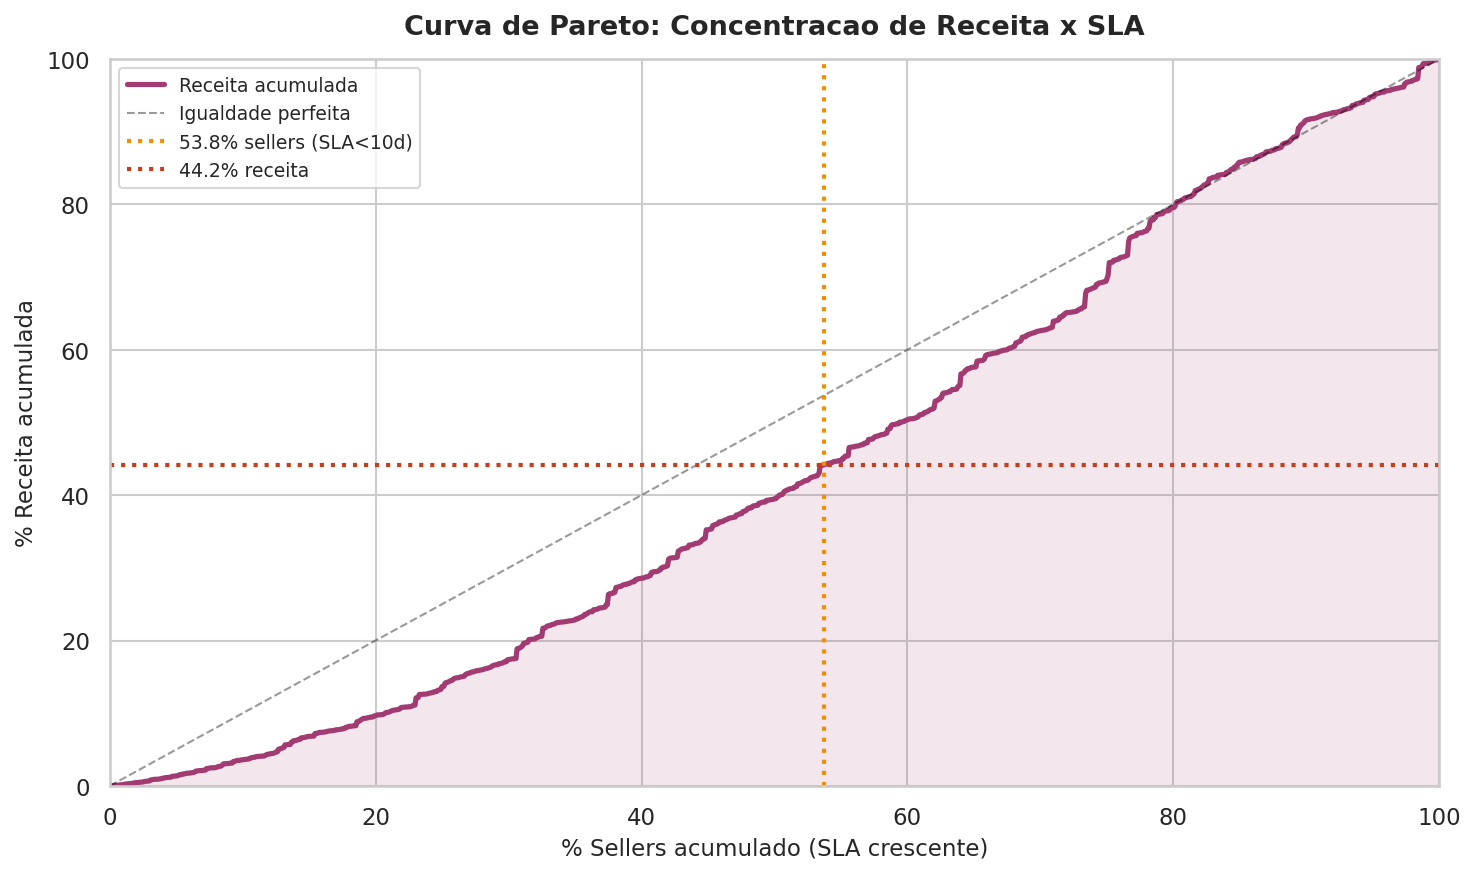 Curva de Pareto: Concentracao de Receita x SLA
Receita acumulada
Igualdade perfeita
53.8% sellers (SLA<10d)
44.2% receita
% Receita acumulada
100
80
60
40
20
0
0 20 40 60 80 100
% Sellers acumulado (SLA crescente)